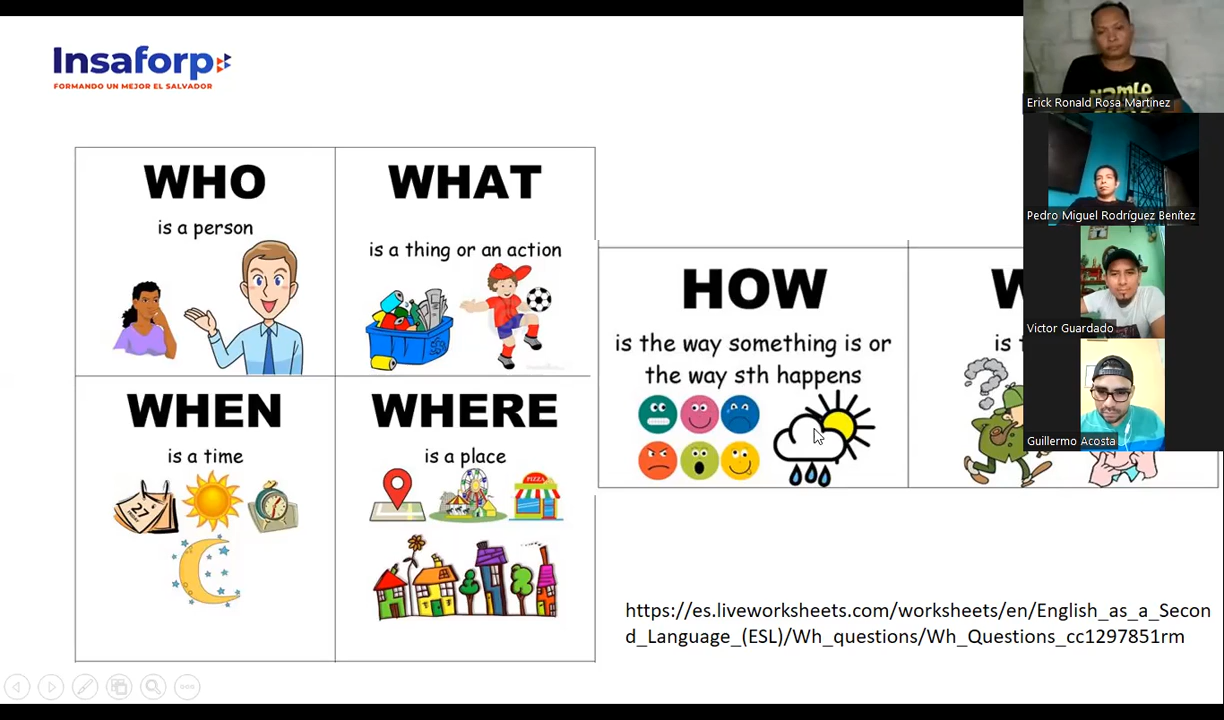 Insaforp
FORMANDO UN MEJOR EL SALVADOR
WHO
is a person
WHAT
is a thing or an action
WHEN
is a time
27
WHERE
is a place
PIZZA
HOW
is the way something is or
the way sth happens
W
is t
https://es.liveworksheets.com/worksheets/en/English_as_a_Secon
d_Language_(ESL)/Wh_questions/Wh_Questions_cc1297851rm
Erick Ronald Rosa Martínez
Pedro Miguel Rodríguez Benítez
Victor Guardado
Guillermo Acosta